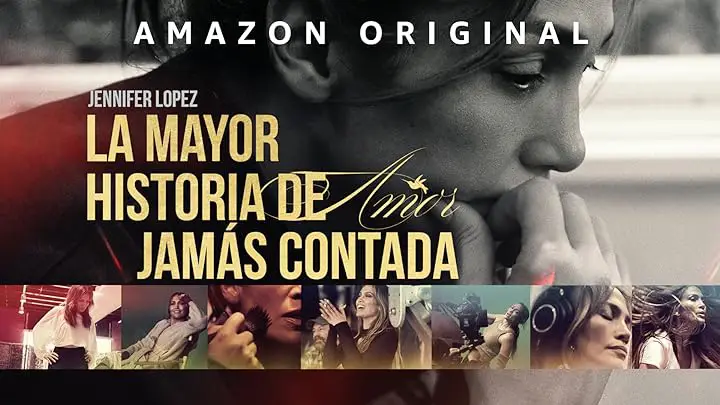 AMAZON ORIGINAL
JENNIFER LOPEZ
LA MAYOR
HISTORIA DE Amor
JAMÁS CONTADA